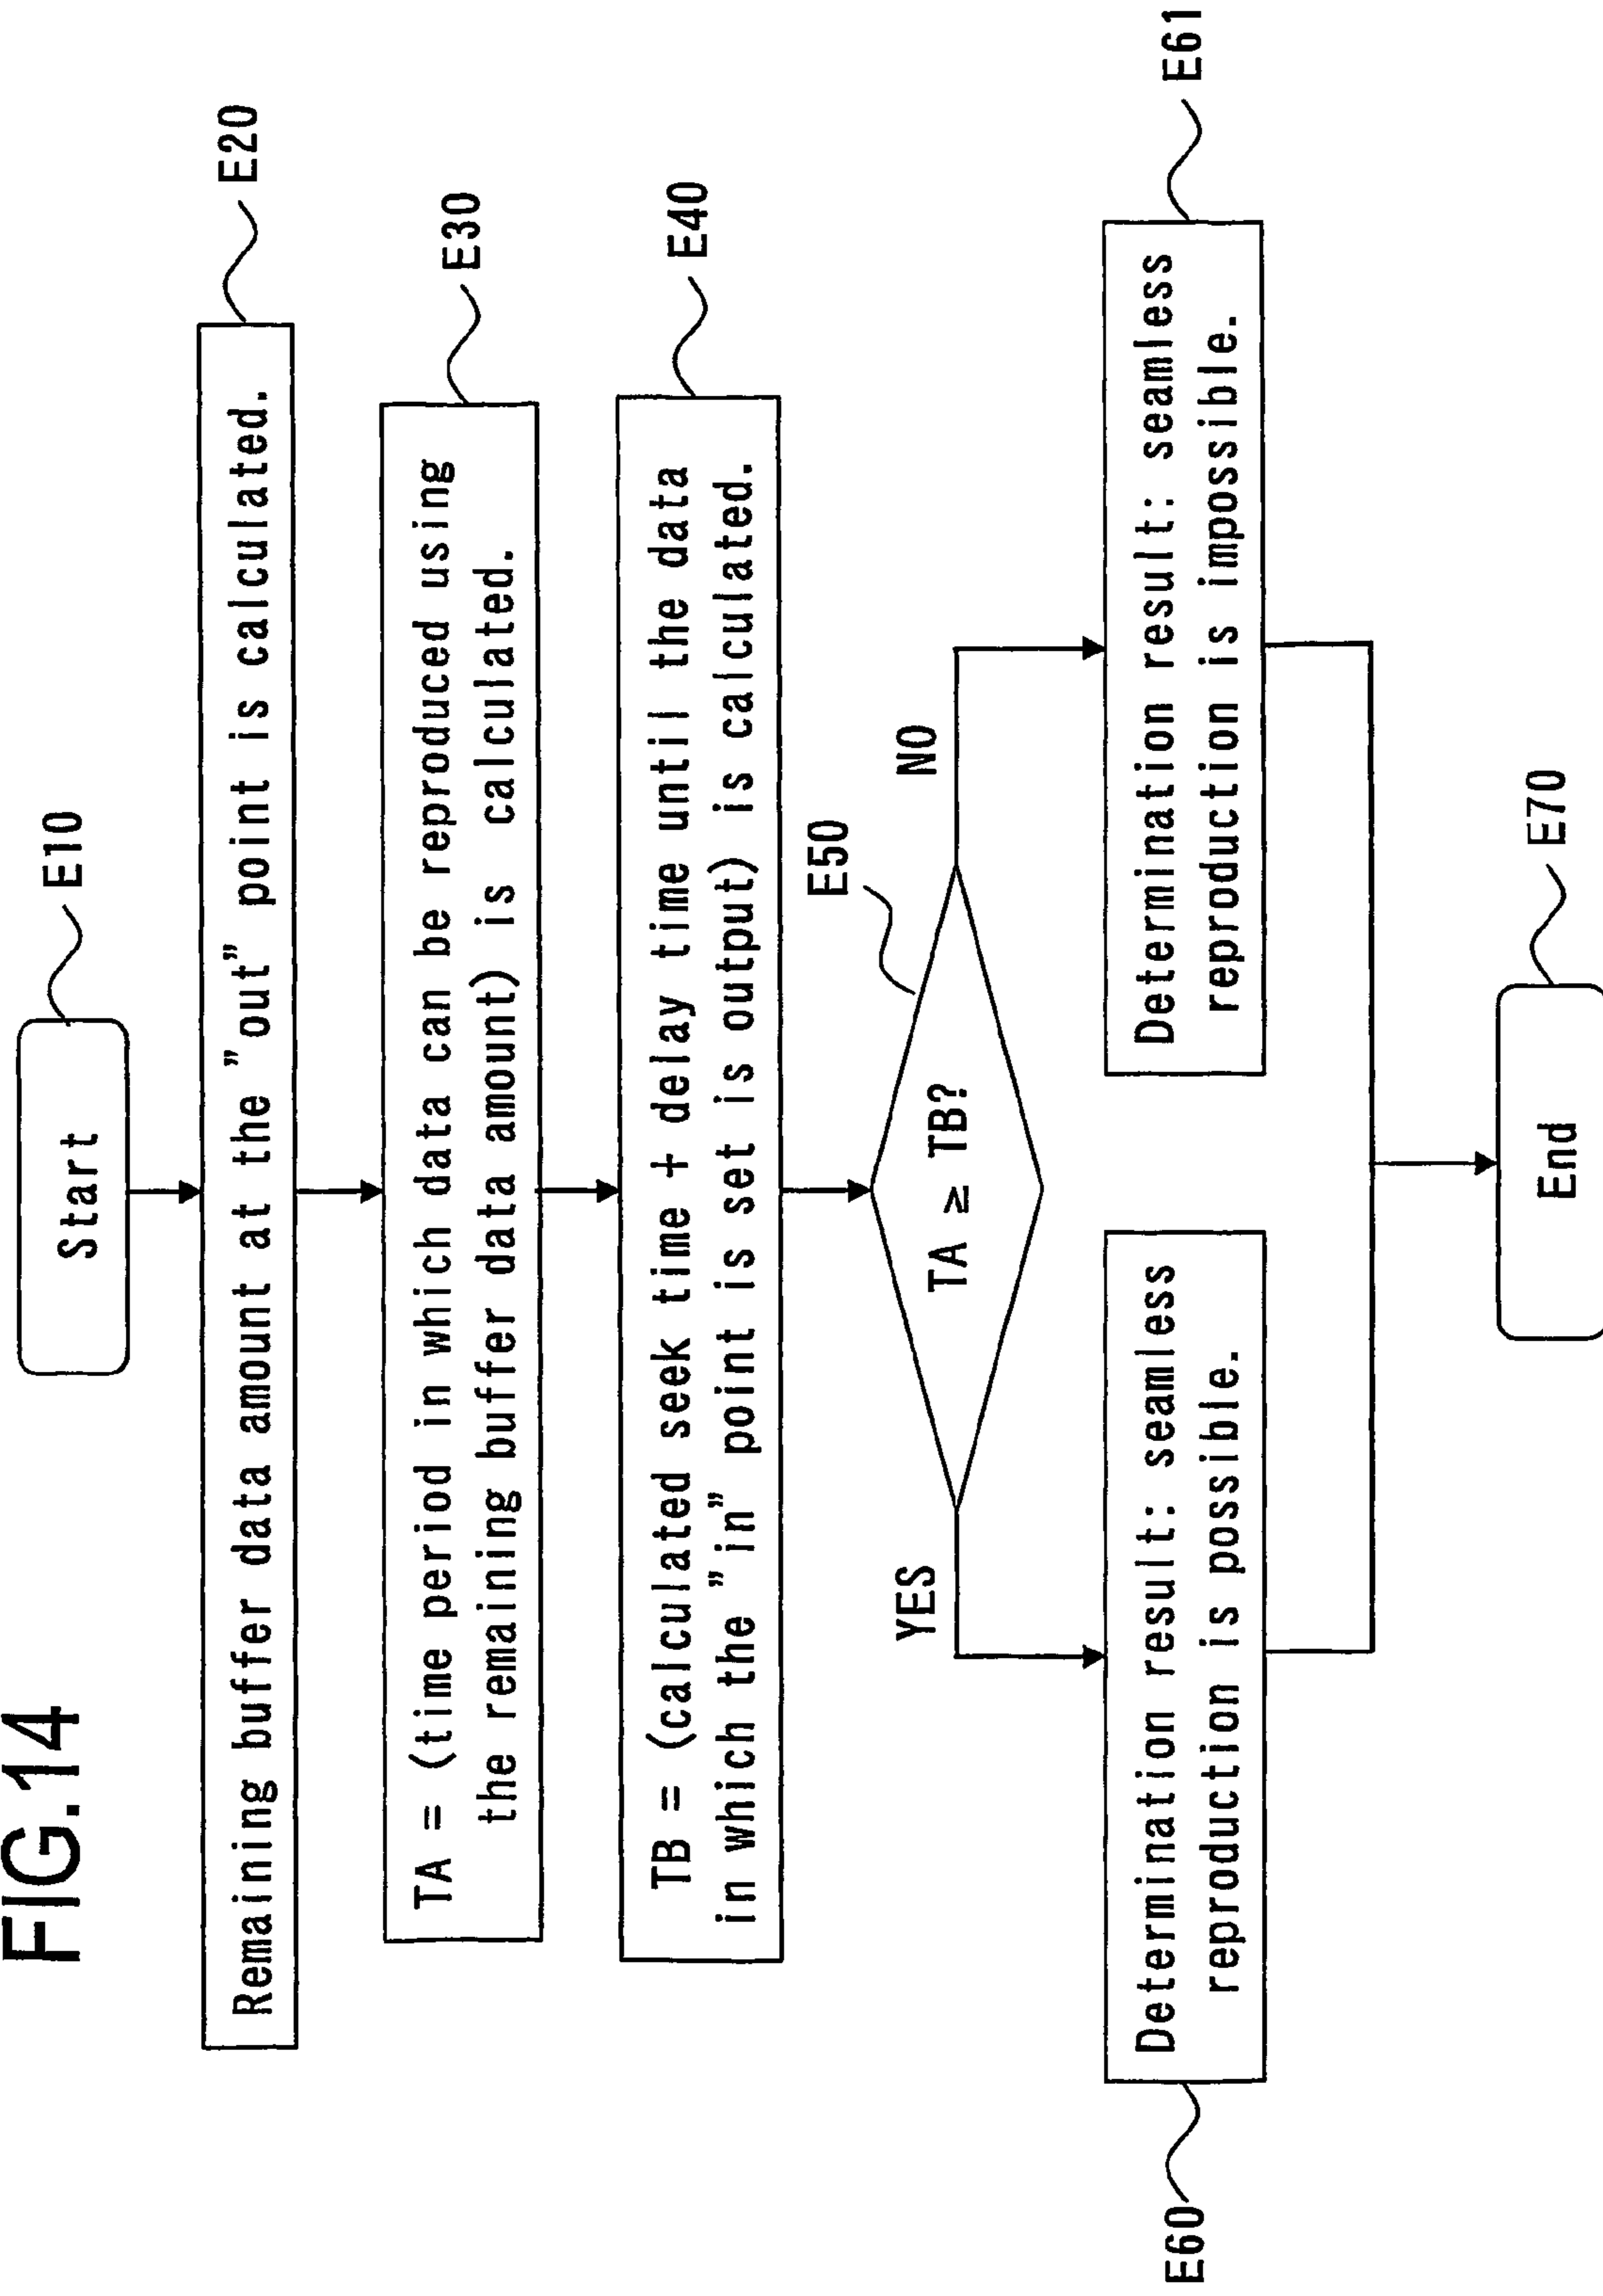 FIG.14
Start
E10
Remaining buffer data amount at the "out" point is calculated.
E20
TA = (time period in which data can be reproduced using
the remaining buffer data amount) is calculated.
E30
TB = (calculated seek time + delay time until the data
in which the "in" point is set is output) is calculated.
E40
E50
TA ≥ TB?
YES
NO
Determination result: seamless
reproduction is possible.
E60
Determination result: seamless
reproduction is impossible.
E61
End
E70